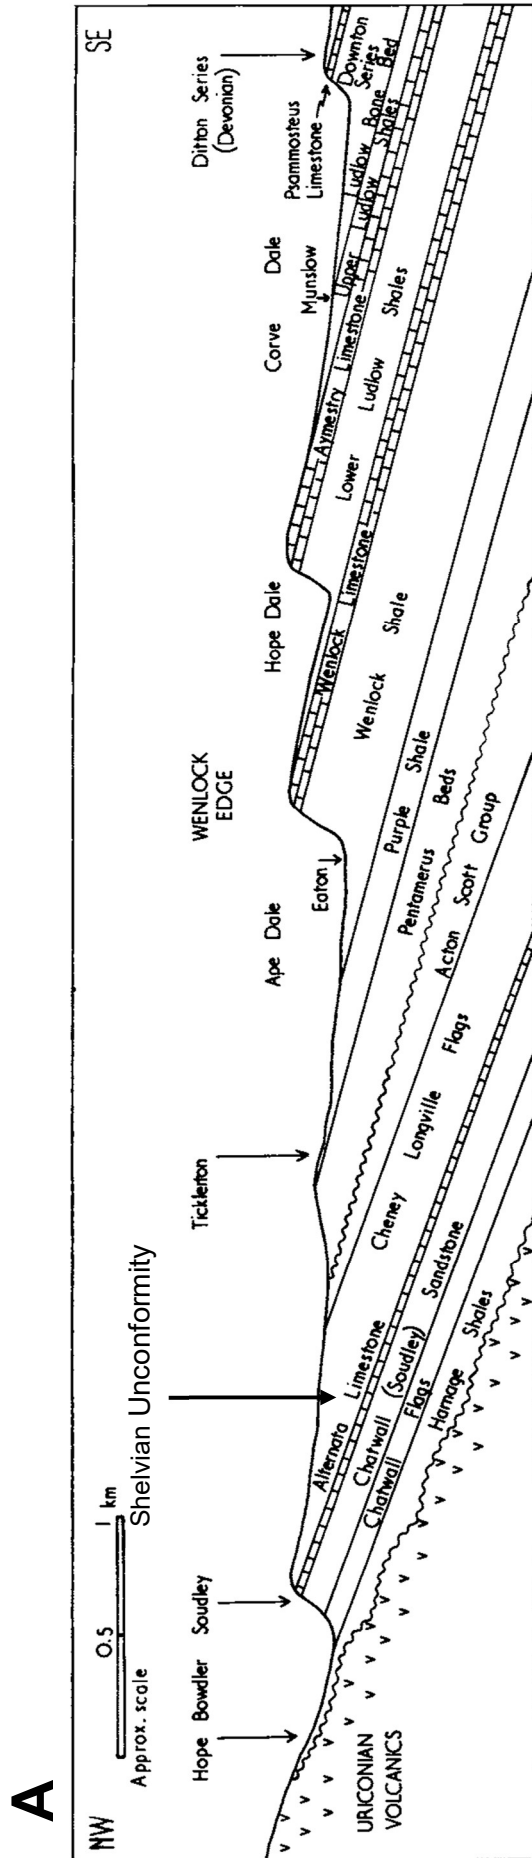 A
NW
SE
Approx. scale
0.5
1 km
Shelvian Unconformity
Hope Bowdler
Soudley
Ticklerton
Ape Dale
Eaton
WENLOCK
EDGE
Hope Dale
Corve Dale
Munslow
Psammosteus
Limestone
Ditton Series
(Devonian)
URICONIAN
VOLCANICS
Harnage Shales
Chatwall Flags
Chatwall (Soudley) Sandstone
Alternata Limestone
Cheney Longville Flags
Acton Scott Group
Pentamerus Beds
Purple Shale
Wenlock Shale
Wenlock Limestone
Lower Ludlow Shales
Aymestry Limestone
Upper Ludlow Shales
Ludlow Bone Bed
Downton
Series